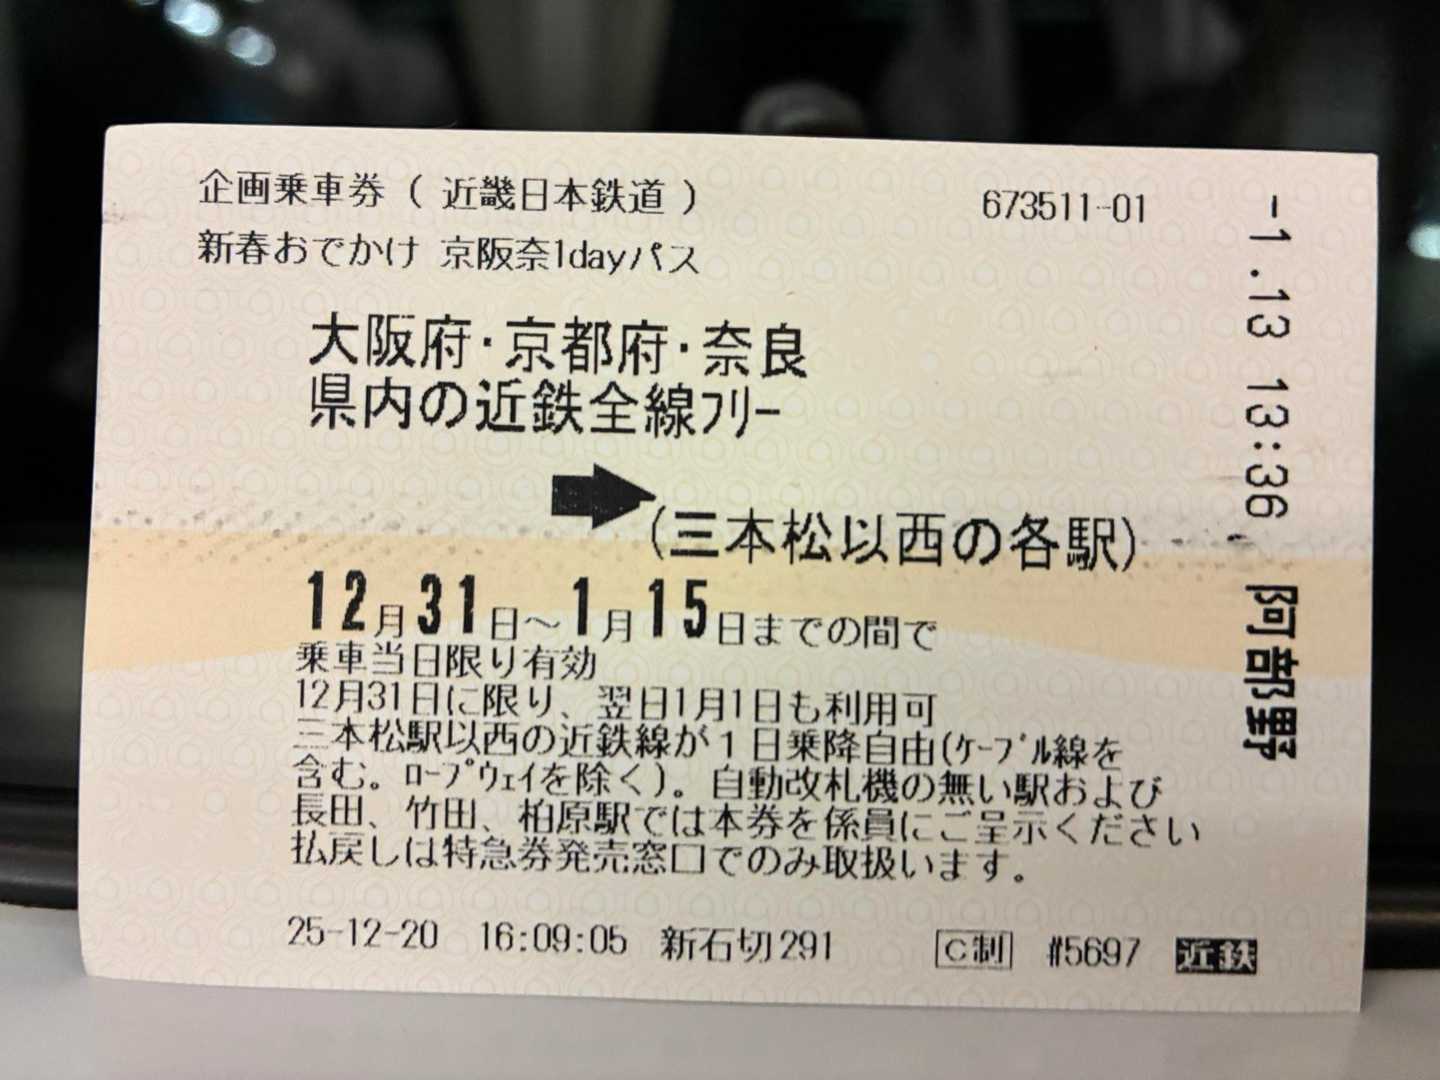 企画乗車券 ( 近畿日本鉄道 )
673511-01
新春おでかけ 京阪奈1dayパス
大阪府・京都府・奈良
県内の近鉄全線フリー
➡
(三本松以西の各駅)
12月31日～1月15日までの間で
乗車当日限り有効
12月31日に限り、翌日1月1日も利用可
三本松駅以西の近鉄線が1日乗降自由(ｹｰﾌﾞﾙ線を
含む。ﾛｰﾌﾟｳｪｲを除く)。自動改札機の無い駅および
長田、竹田、柏原駅では本券を係員にご呈示ください
払戻しは特急券発売窓口でのみ取扱います。
25-12-20 16:09:05 新石切291 C制 #5697 近鉄
-1.13 13:36 阿部野